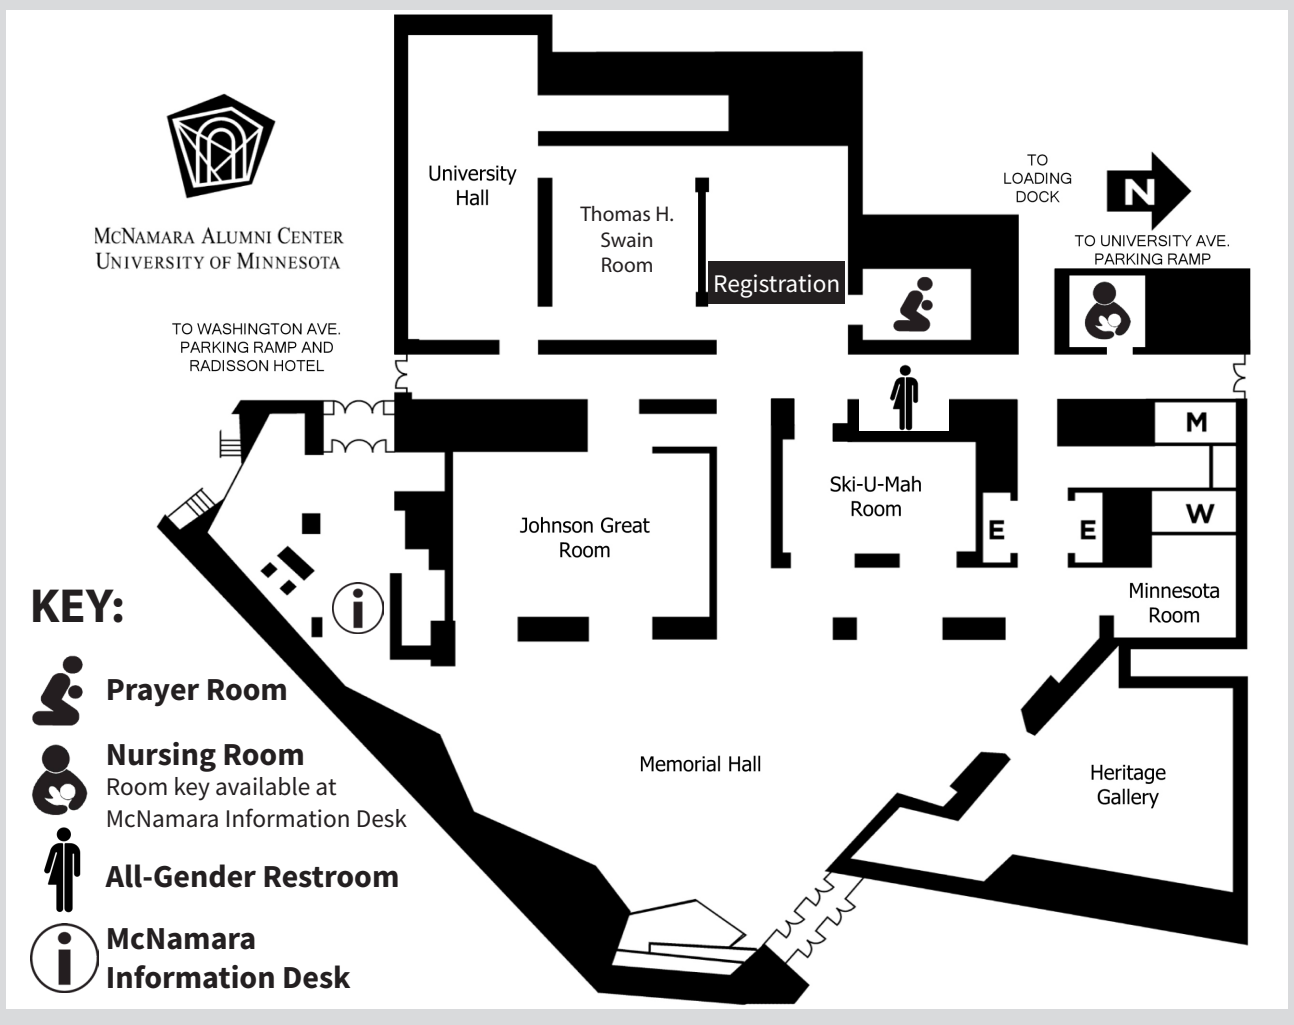 McNamara Alumni Center
University of Minnesota
TO WASHINGTON AVE.
PARKING RAMP AND
RADISSON HOTEL
University
Hall
Thomas H.
Swain
Room
Registration
TO
LOADING
DOCK
N
TO UNIVERSITY AVE.
PARKING RAMP
M
W
E
E
Ski-U-Mah
Room
Johnson Great
Room
Minnesota
Room
Memorial Hall
Heritage
Gallery
i
KEY:
Prayer Room
Nursing Room
Room key available at
McNamara Information Desk
All-Gender Restroom
i
McNamara
Information Desk